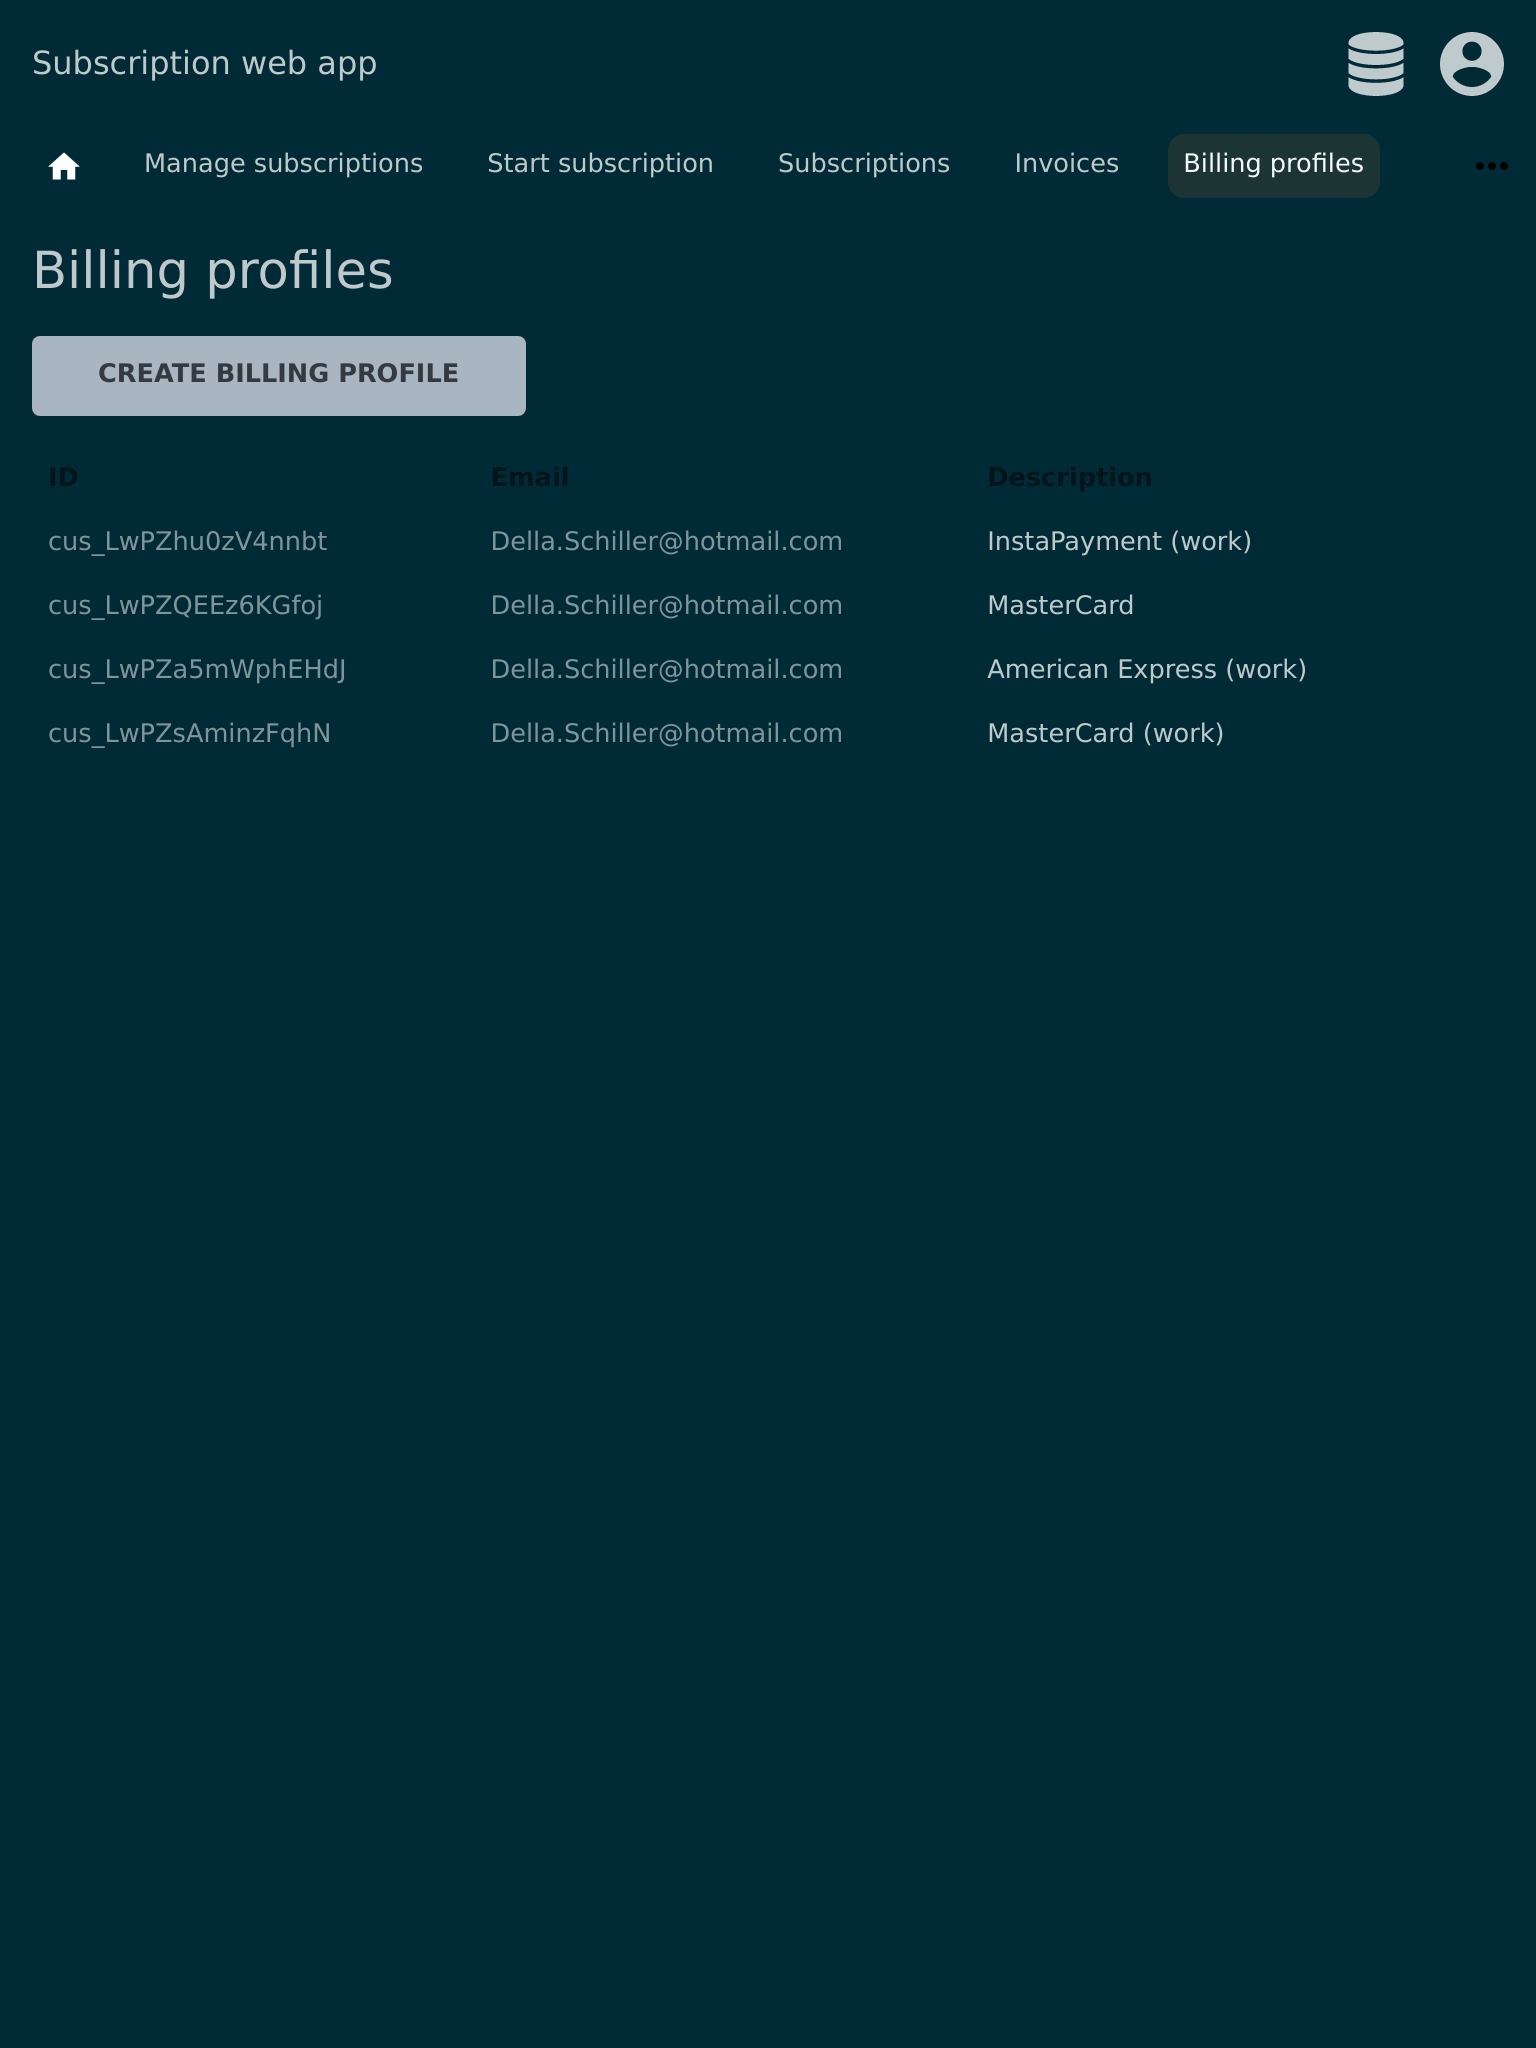 Subscription web app
Manage subscriptions Start subscription Subscriptions Invoices Billing profiles
Billing profiles
CREATE BILLING PROFILE
ID Email Description
cus_LwPZhu0zV4nnbt Della.Schiller@hotmail.com InstaPayment (work)
cus_LwPZQEEz6KGfoj Della.Schiller@hotmail.com MasterCard
cus_LwPZa5mWphEHdJ Della.Schiller@hotmail.com American Express (work)
cus_LwPZsAminzFqhN Della.Schiller@hotmail.com MasterCard (work)